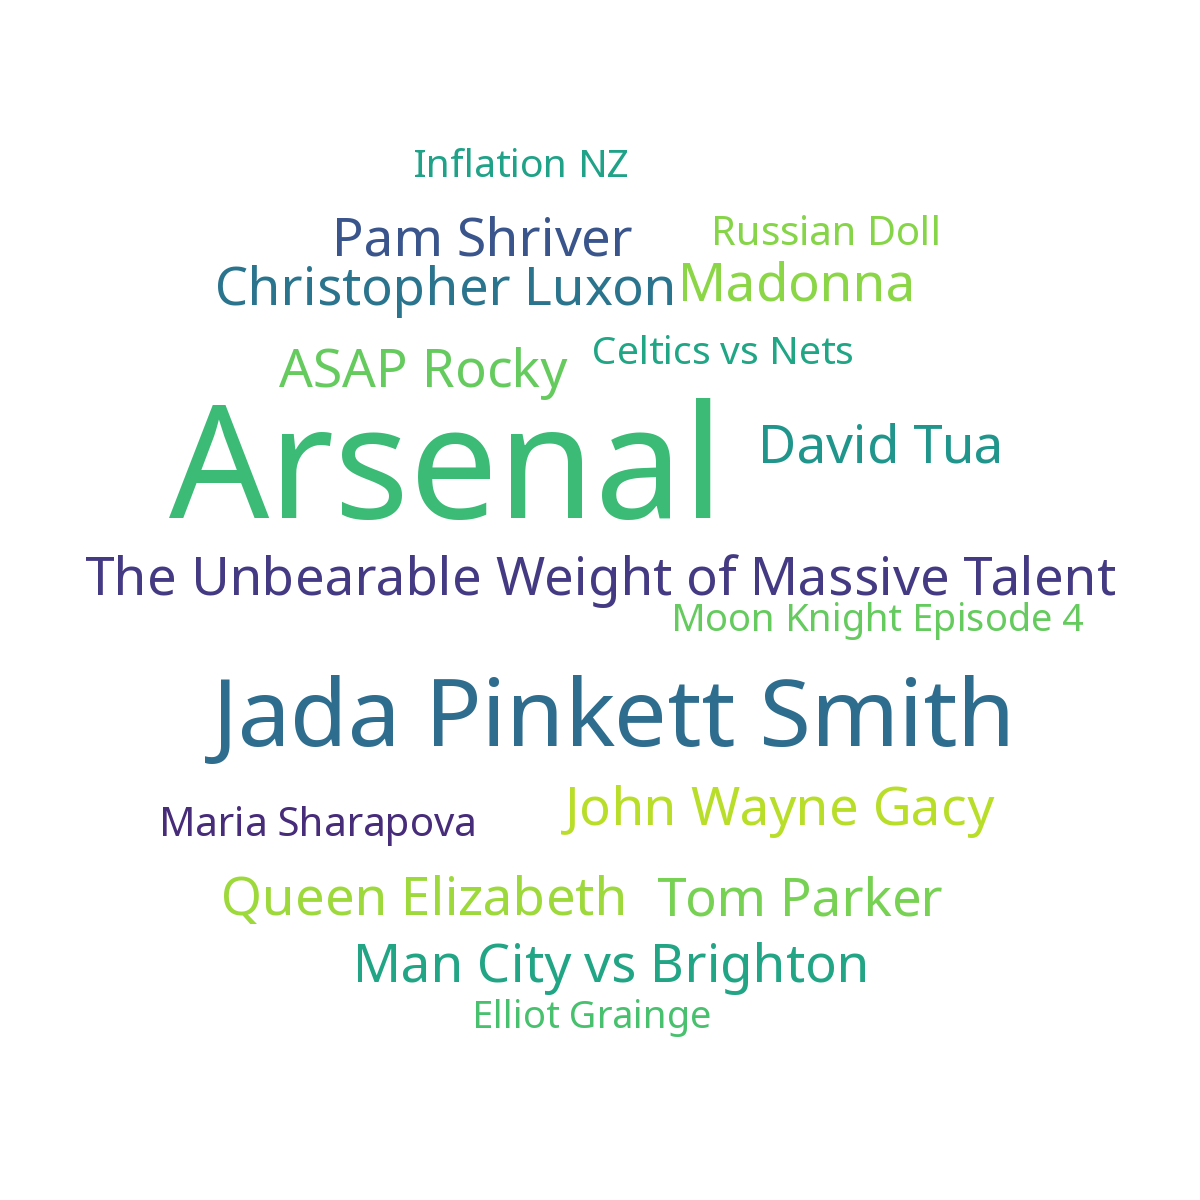 Inflation NZ
Pam Shriver
Russian Doll
Christopher Luxon
Madonna
ASAP Rocky
Celtics vs Nets
Arsenal
David Tua
The Unbearable Weight of Massive Talent
Moon Knight Episode 4
Jada Pinkett Smith
Maria Sharapova
John Wayne Gacy
Queen Elizabeth
Tom Parker
Man City vs Brighton
Elliot Grainge